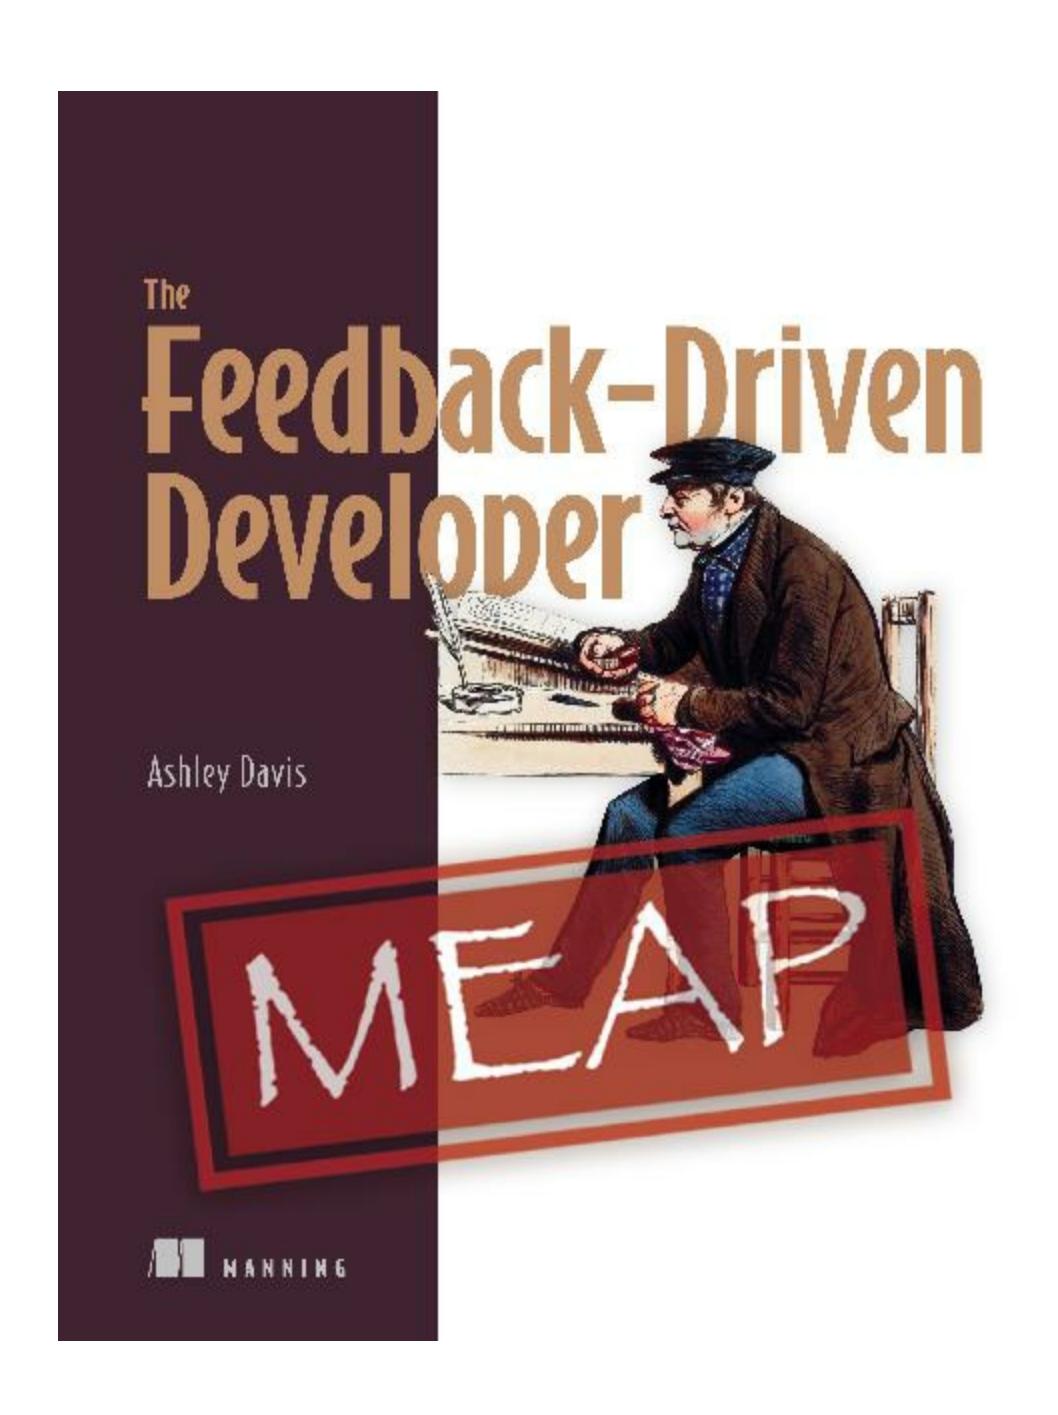 The
Feedback-Driven
Developer
Ashley Davis
MEAP
MANNING